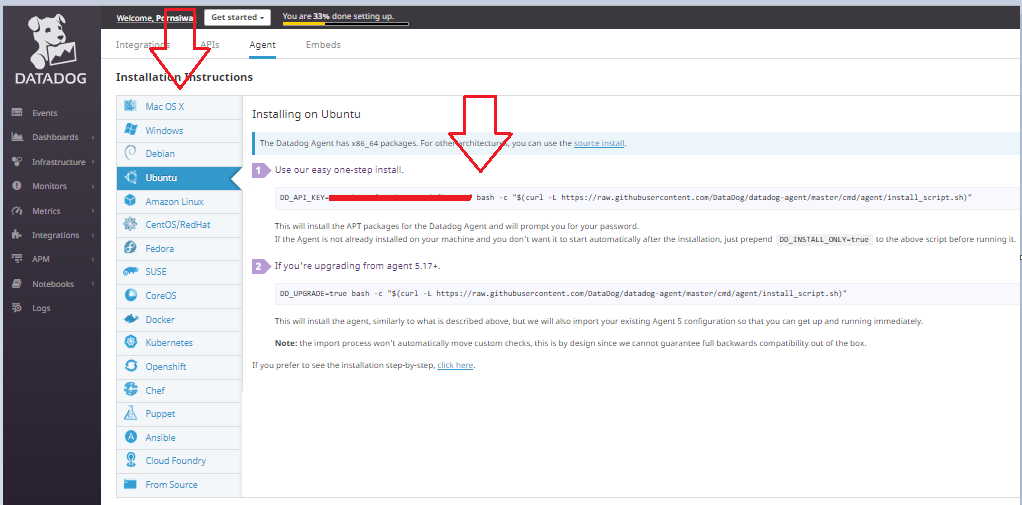 Welcome, Pornsiwa
Get started
You are 33% done setting up.
DATADOG
Integrations
APIs
Agent
Embeds
Installation Instructions
Events
Dashboards
Infrastructure
Monitors
Metrics
Integrations
APM
Notebooks
Logs
Mac OS X
Windows
Debian
Ubuntu
Amazon Linux
CentOS/RedHat
Fedora
SUSE
CoreOS
Docker
Kubernetes
Openshift
Chef
Puppet
Ansible
Cloud Foundry
From Source
Installing on Ubuntu
The Datadog Agent has x86_64 packages. For other architectures, you can use the source install.
1 Use our easy one-step install.
DD_API_KEY= bash -c "$(curl -L https://raw.githubusercontent.com/DataDog/datadog-agent/master/cmd/agent/install_script.sh)"
This will install the APT packages for the Datadog Agent and will prompt you for your password.
If the Agent is not already installed on your machine and you don't want it to start automatically after the installation, just prepend DD_INSTALL_ONLY=true to the above script before running it.
2 If you're upgrading from agent 5.17+.
DD_UPGRADE=true bash -c "$(curl -L https://raw.githubusercontent.com/DataDog/datadog-agent/master/cmd/agent/install_script.sh)"
This will install the agent, similarly to what is described above, but we will also import your existing Agent 5 configuration so that you can get up and running immediately.
Note: the import process won't automatically move custom checks, this is by design since we cannot guarantee full backwards compatibility out of the box.
If you prefer to see the installation step-by-step, click here.